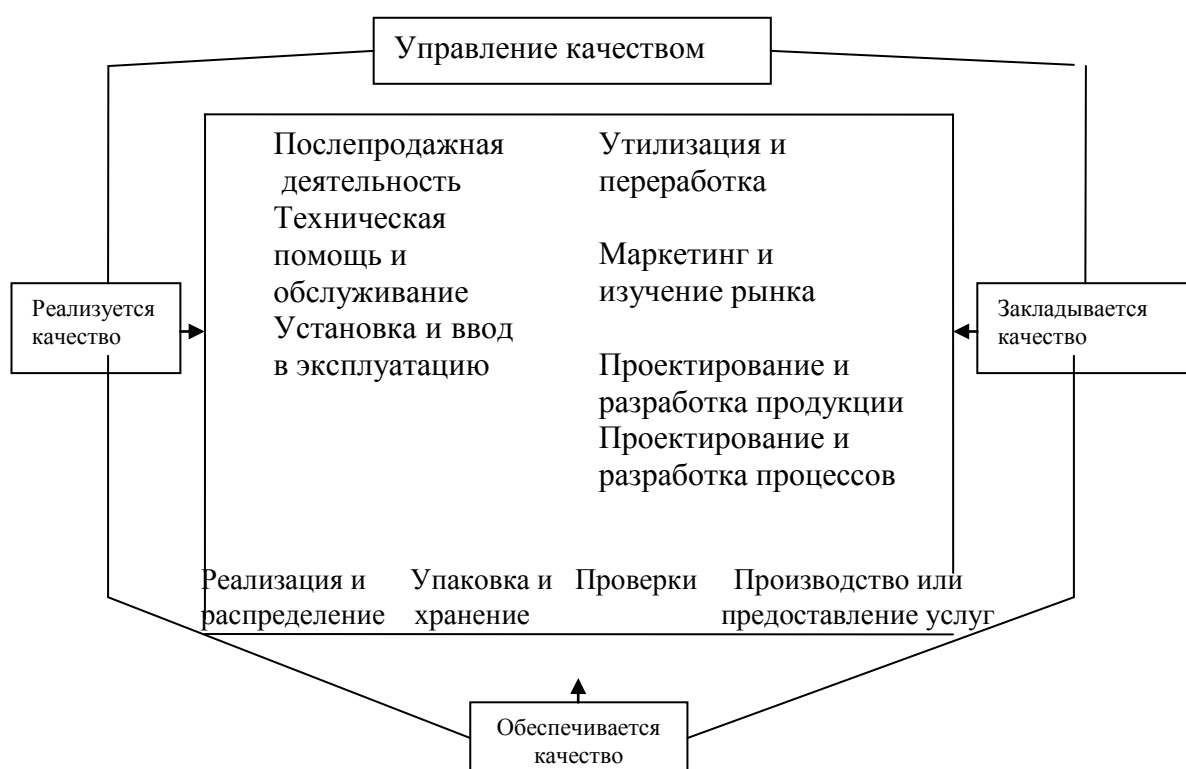 Управление качеством
Послепродажная
деятельность
Техническая
помощь и
обслуживание
Установка и ввод
в эксплуатацию
Утилизация и
переработка
Маркетинг и
изучение рынка
Проектирование и
разработка продукции
Проектирование и
разработка процессов
Реализуется
качество
Закладывается
качество
Реализация и
распределение
Упаковка и
хранение
Проверки
Производство или
предоставление услуг
Обеспечивается
качество